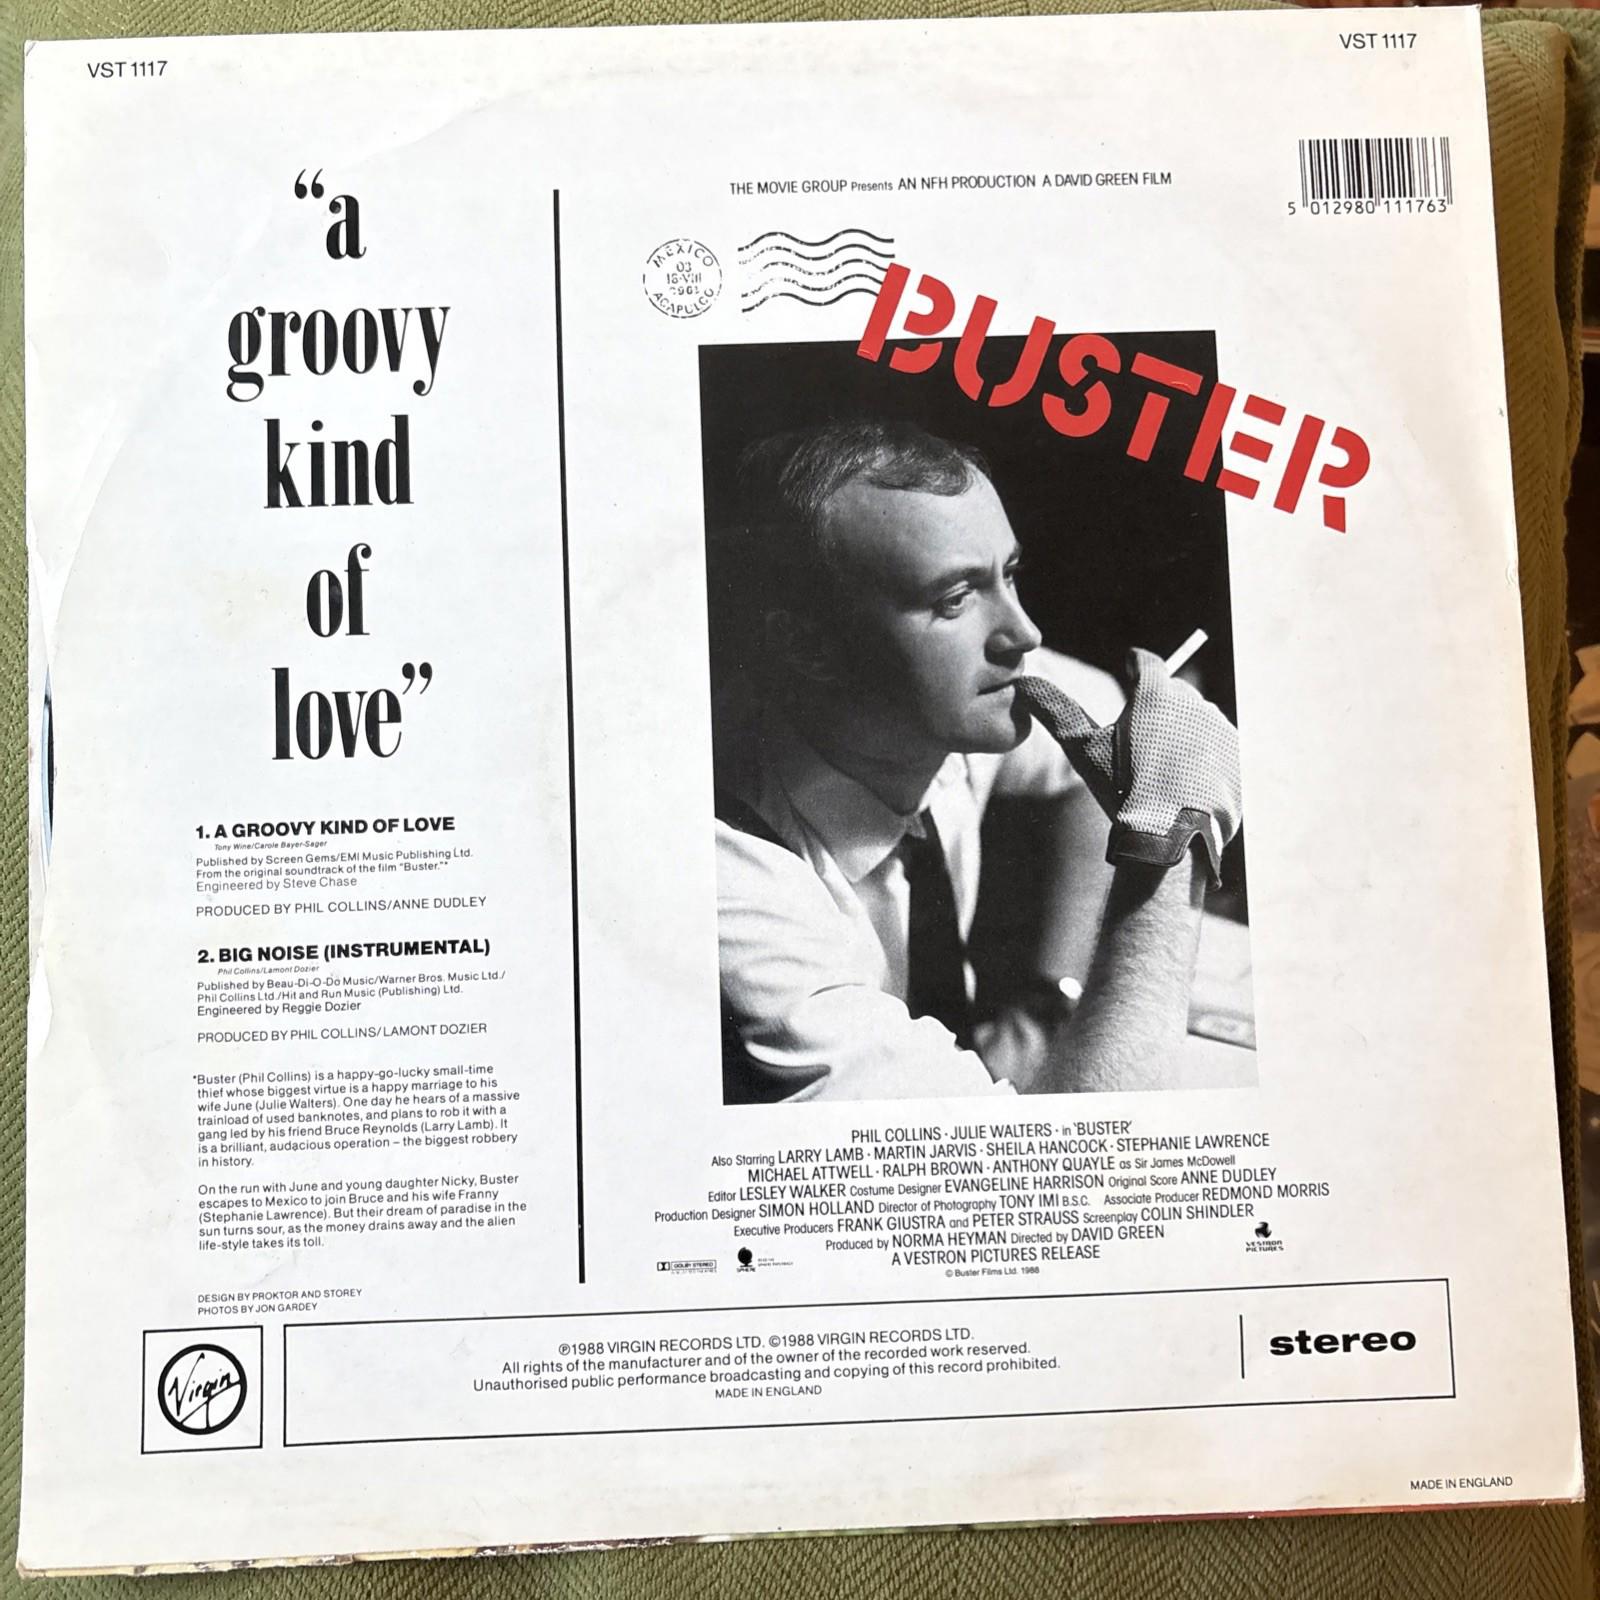 VST 1117
VST 1117
“a
groovy
kind
of
love”
1. A GROOVY KIND OF LOVE
Tony Wine/Carole Bayer-Sager
Published by Screen Gems/EMI Music Publishing Ltd.
From the original soundtrack of the film “Buster.”*
Engineered by Steve Chase
PRODUCED BY PHIL COLLINS/ANNE DUDLEY
2. BIG NOISE (INSTRUMENTAL)
Phil Collins/Lamont Dozier
Published by Beau-Di-O-Do Music/Warner Bros. Music Ltd./
Phil Collins Ltd./Hit and Run Music (Publishing) Ltd.
Engineered by Reggie Dozier
PRODUCED BY PHIL COLLINS/LAMONT DOZIER
*Buster (Phil Collins) is a happy-go-lucky small-time
thief whose biggest virtue is a happy marriage to his
wife June (Julie Walters). One day he hears of a massive
trainload of used banknotes, and plans to rob it with a
gang led by his friend Bruce Reynolds (Larry Lamb). It
is a brilliant, audacious operation – the biggest robbery
in history.
On the run with June and young daughter Nicky, Buster
escapes to Mexico to join Bruce and his wife Franny
(Stephanie Lawrence). But their dream of paradise in the
sun turns sour, as the money drains away and the alien
life-style takes its toll.
DESIGN BY PROKTOR AND STOREY
PHOTOS BY JON GARDEY
THE MOVIE GROUP Presents AN NFH PRODUCTION A DAVID GREEN FILM
5 012980 111763
MEXICO
03
ACAPULCO
BUSTER
PHIL COLLINS · JULIE WALTERS · in ‘BUSTER’
Also Starring LARRY LAMB · MARTIN JARVIS · SHEILA HANCOCK · STEPHANIE LAWRENCE
MICHAEL ATTWELL · RALPH BROWN · ANTHONY QUAYLE as Sir James McDowell
Editor LESLEY WALKER Costume Designer EVANGELINE HARRISON Original Score ANNE DUDLEY
Production Designer SIMON HOLLAND Director of Photography TONY IMI B.S.C. Associate Producer REDMOND MORRIS
Executive Producers FRANK GIUSTRA and PETER STRAUSS Screenplay COLIN SHINDLER
Produced by NORMA HEYMAN Directed by DAVID GREEN
A VESTRON PICTURES RELEASE
© Buster Films Ltd. 1988
DOLBY STEREO
SPHERE
VESTRON
PICTURES
Virgin
℗1988 VIRGIN RECORDS LTD. ©1988 VIRGIN RECORDS LTD.
All rights of the manufacturer and of the owner of the recorded work reserved.
Unauthorised public performance broadcasting and copying of this record prohibited.
MADE IN ENGLAND
stereo
MADE IN ENGLAND